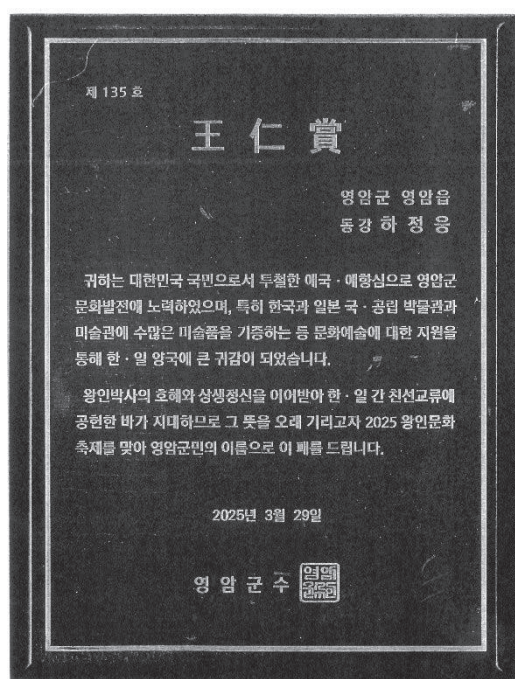 제 135 호
王 仁 賞
영암군 영암읍
동강 하정웅
귀하는 대한민국 국민으로서 투철한 애국 · 애향심으로 영암군
문화발전에 노력하였으며, 특히 한국과 일본 국 · 공립 박물관과
미술관에 수많은 미술품을 기증하는 등 문화예술에 대한 지원을
통해 한 · 일 양국에 큰 귀감이 되었습니다.
왕인박사의 호혜와 상생정신을 이어받아 한 · 일 간 친선교류에
공헌한 바가 지대하므로 그 뜻을 오래 기리고자 2025 왕인문화
축제를 맞아 영암군민의 이름으로 이 패를 드립니다.
2025년 3월 29일
영 암 군 수